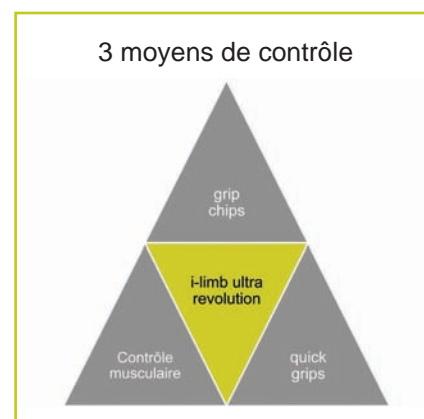 3 moyens de contrôle
grip
chips
i-limb ultra
revolution
Contrôle
musculaire
quick
grips